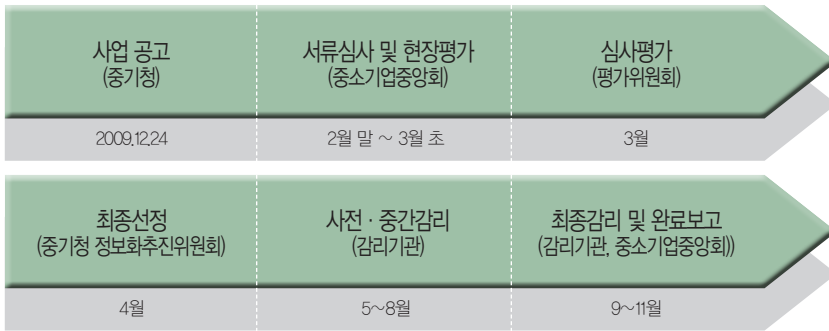 사업 공고
(중기청)
서류심사 및 현장평가
(중소기업중앙회)
심사평가
(평가위원회)
2009.12.24
2월 말 ~ 3월 초
3월
최종선정
(중기청 정보화추진위원회)
사전 · 중간감리
(감리기관)
최종감리 및 완료보고
(감리기관, 중소기업중앙회))
4월
5~8월
9~11월